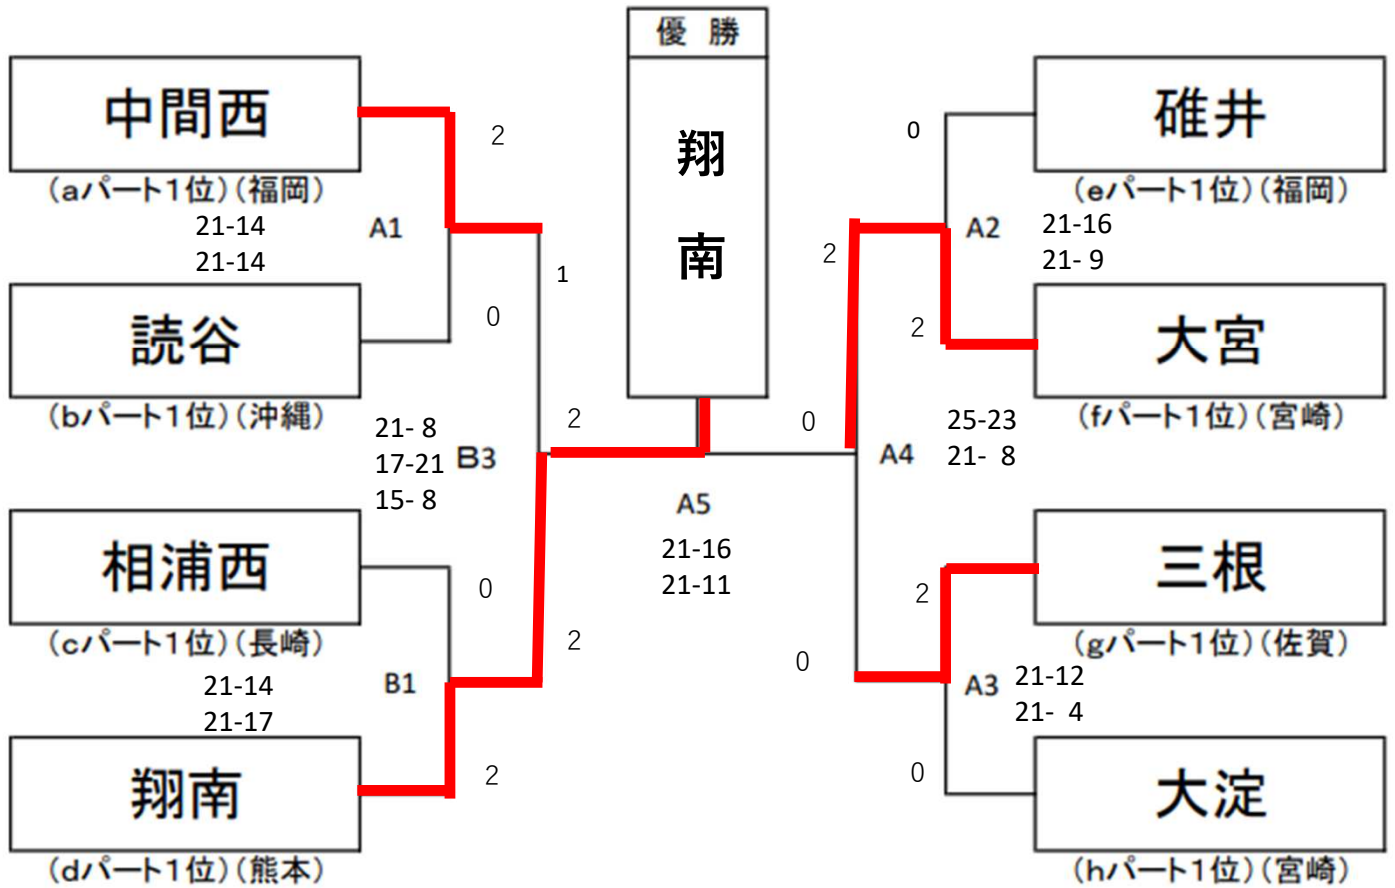 優 勝
翔
南
中間西
(aパート1位)(福岡)
21-14
21-14
A1
2
0
読谷
(bパート1位)(沖縄)
1
21- 8
17-21
15- 8
B3
2
相浦西
(cパート1位)(長崎)
0
2
21-14
21-17
B1
翔南
(dパート1位)(熊本)
2
A5
21-16
21-11
碓井
(eパート1位)(福岡)
0
A2
21-16
21- 9
2
2
大宮
(fパート1位)(宮崎)
0
A4
25-23
21- 8
三根
(gパート1位)(佐賀)
2
0
A3
21-12
21- 4
0
大淀
(hパート1位)(宮崎)